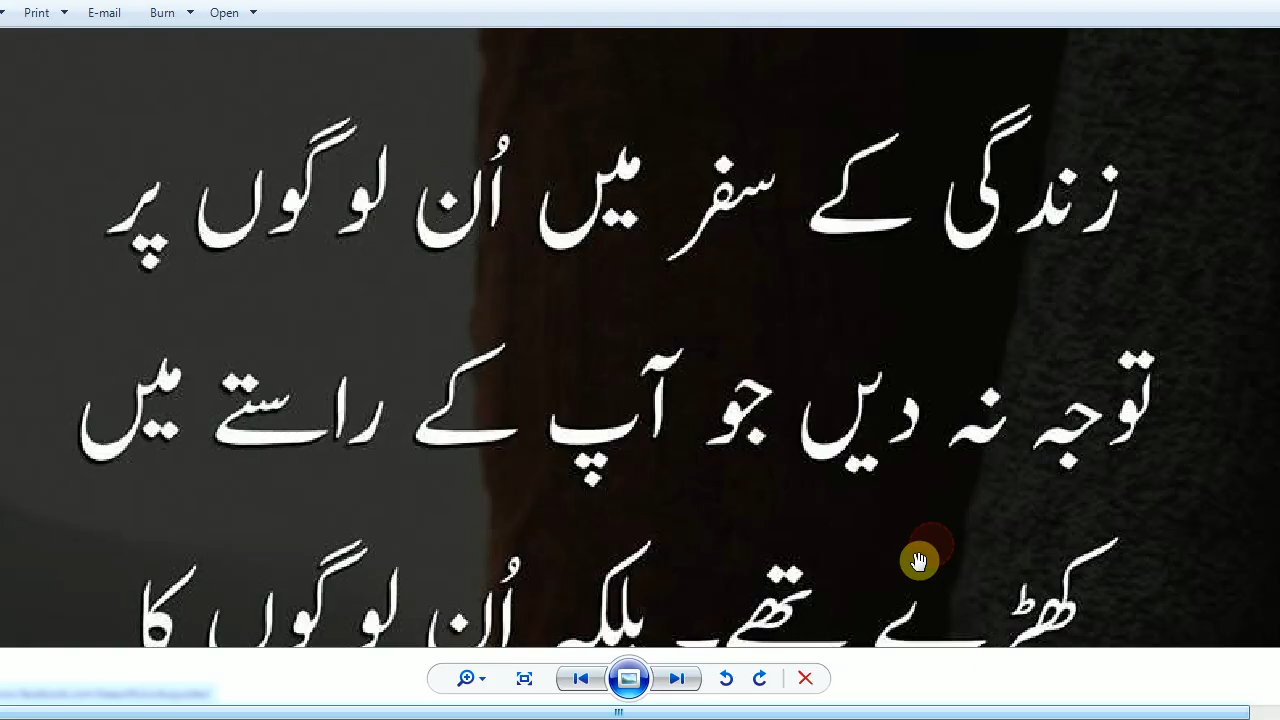 Print E-mail Burn Open
زندگی کے سفر میں اُن لوگوں پر
توجہ نہ دیں جو آپ کے راستے میں
کھڑے تھے۔ بلکہ اُن لوگوں کا